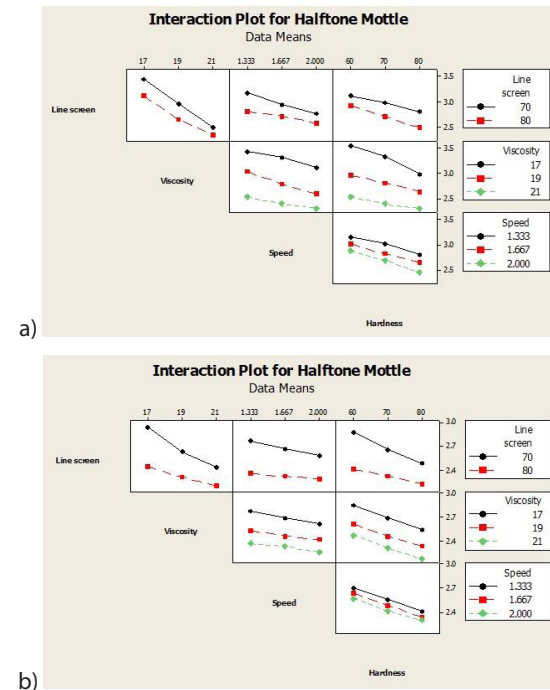 a)
Interaction Plot for Halftone Mottle
Data Means
17 19 21 1.333 1.667 2.000 60 70 80
Line screen
3.5
3.0
2.5
Line
screen
70
80
Viscosity
3.5
3.0
2.5
Viscosity
17
19
21
Speed
3.5
3.0
2.5
Speed
1.333
1.667
2.000
Hardness
b)
Interaction Plot for Halftone Mottle
Data Means
17 19 21 1.333 1.667 2.000 60 70 80
Line screen
3.0
2.7
2.4
Line
screen
70
80
Viscosity
3.0
2.7
2.4
Viscosity
17
19
21
Speed
3.0
2.7
2.4
Speed
1.333
1.667
2.000
Hardness